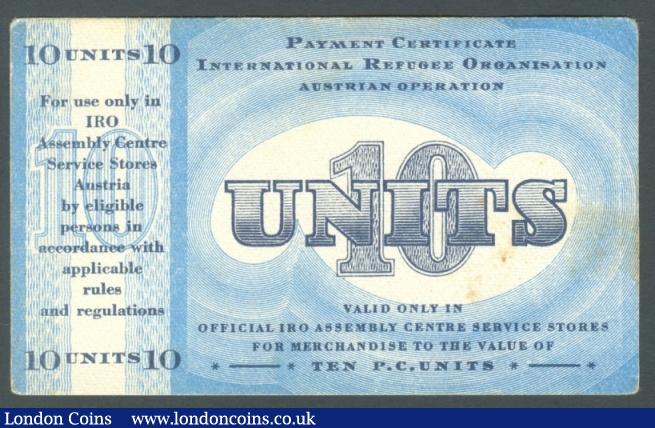 10 UNITS 10
For use only in
IRO
Assembly Centre
Service Stores
Austria
by eligible
persons in
accordance with
applicable
rules
and regulations
10 UNITS 10
10
PAYMENT CERTIFICATE
INTERNATIONAL REFUGEE ORGANISATION
AUSTRIAN OPERATION
10
UNITS
VALID ONLY IN
OFFICIAL IRO ASSEMBLY CENTRE SERVICE STORES
FOR MERCHANDISE TO THE VALUE OF
* — * TEN P.C. UNITS * — *
London Coins www.londoncoins.co.uk